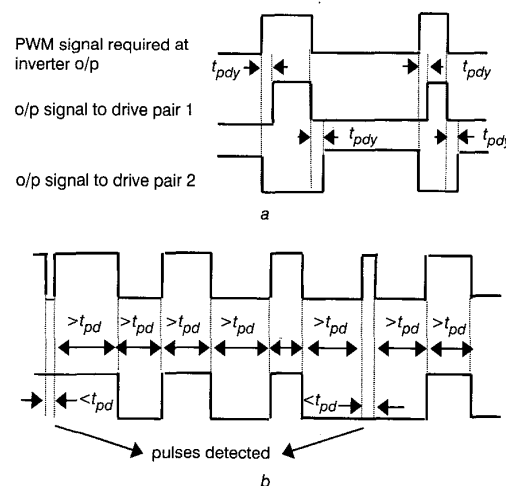 PWM signal required at
inverter o/p
t_pdy
t_pdy
o/p signal to drive pair 1
t_pdy
t_pdy
o/p signal to drive pair 2
a
>t_pd >t_pd >t_pd >t_pd >t_pd >t_pd >t_pd
<t_pd
<t_pd
pulses detected
b